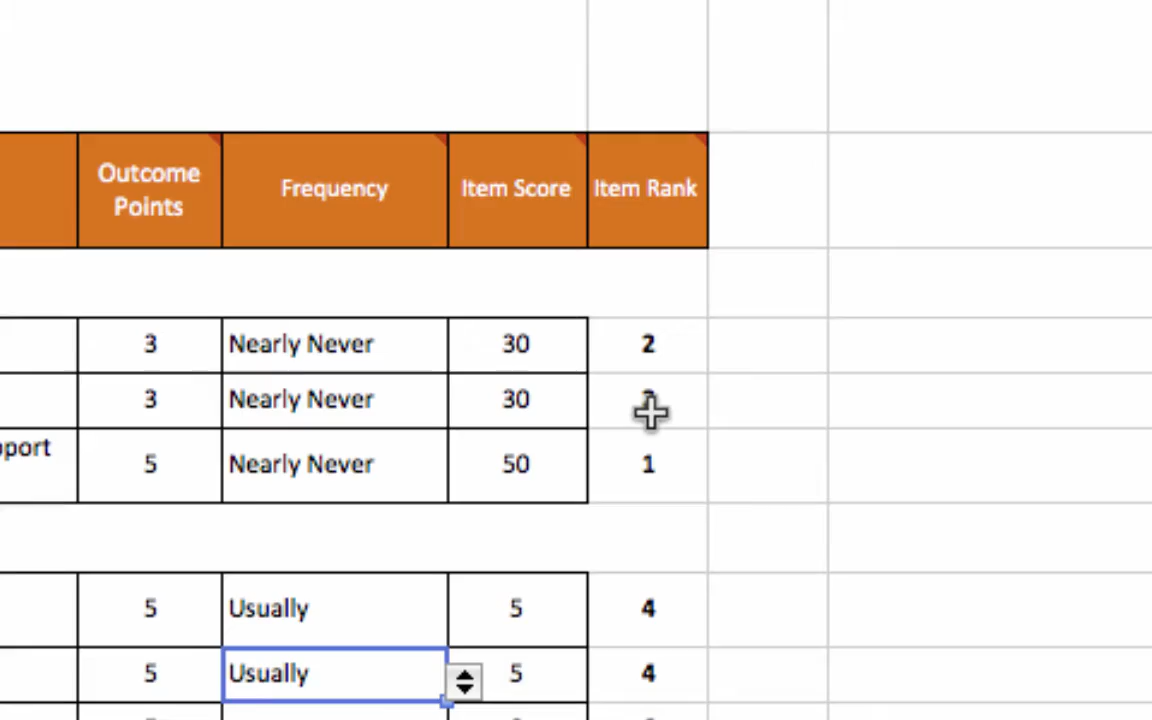 Outcome Points Frequency Item Score Item Rank
3 Nearly Never 30 2
3 Nearly Never 30
pport 5 Nearly Never 50 1
5 Usually 5 4
5 Usually 5 4